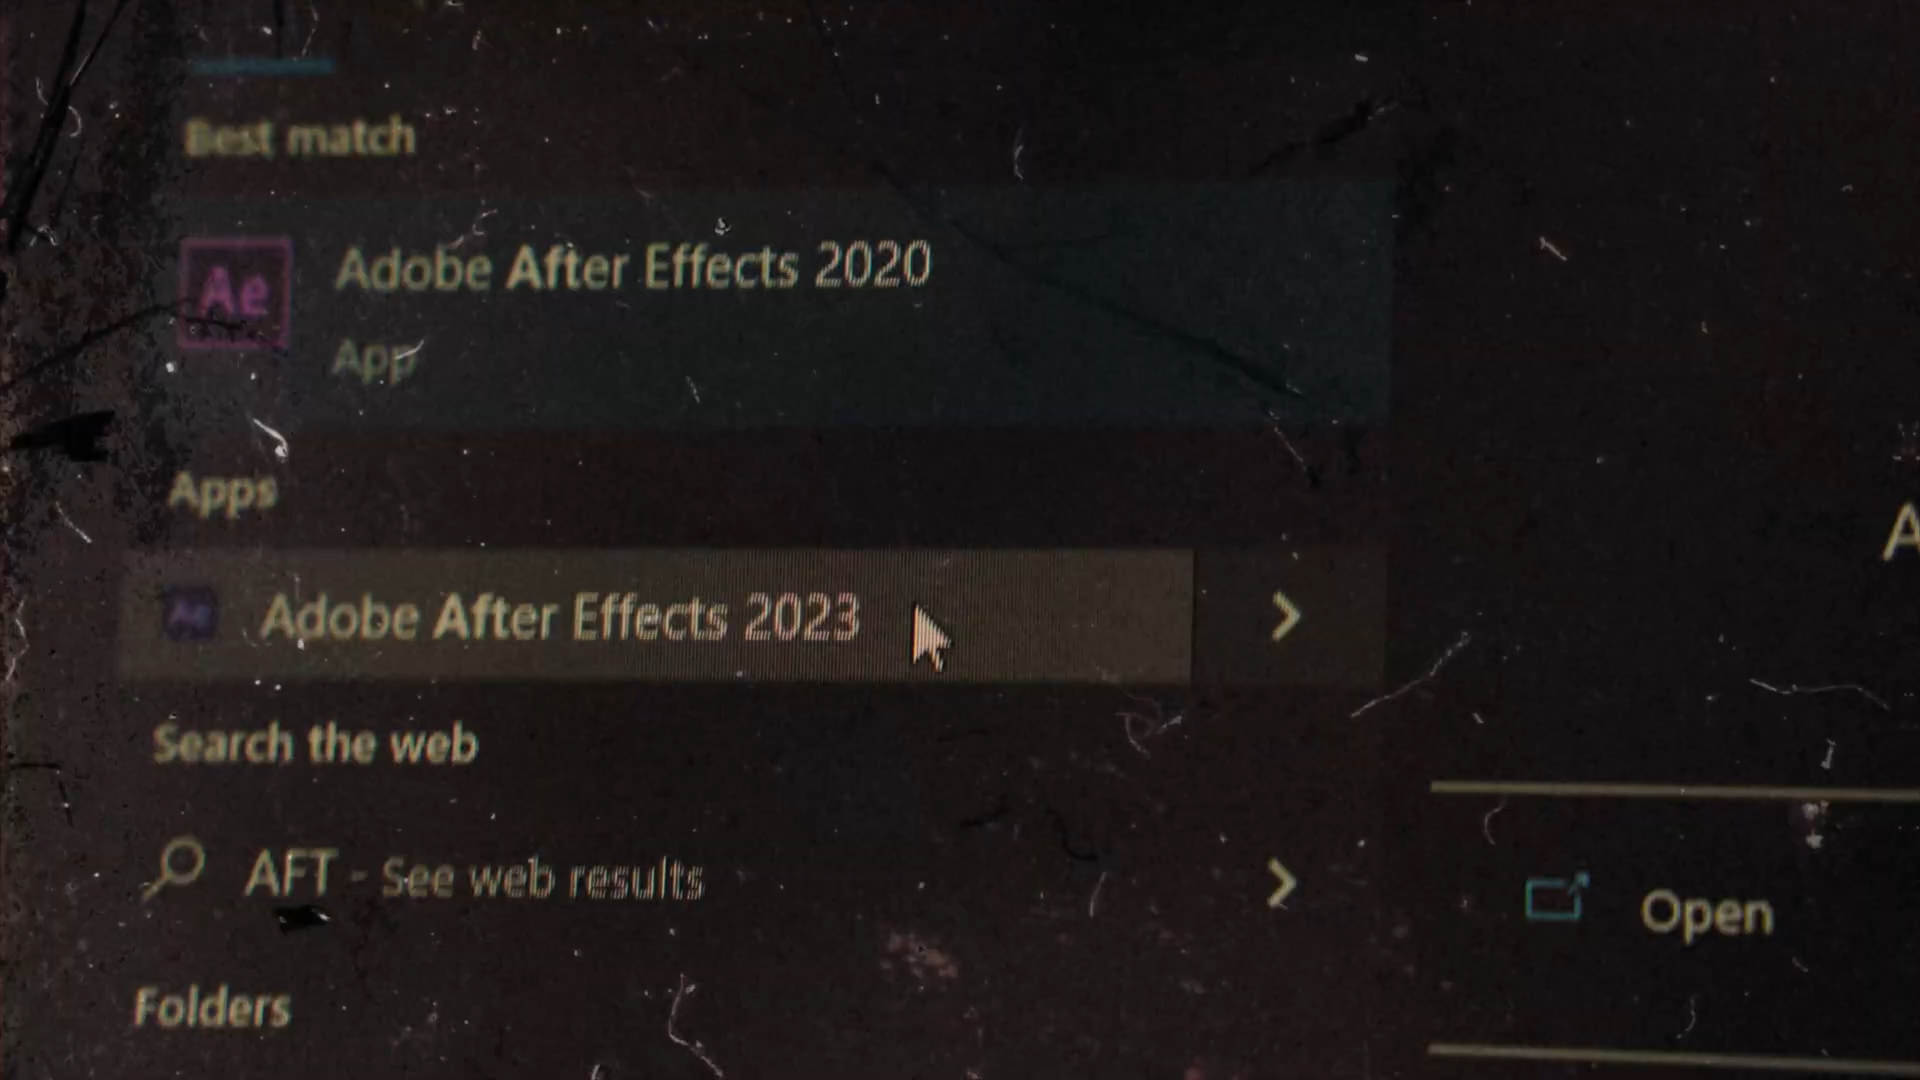 Best match
Ae
Adobe After Effects 2020
App
Apps
Ae
Adobe After Effects 2023
Search the web
AFT - See web results
Open
Folders